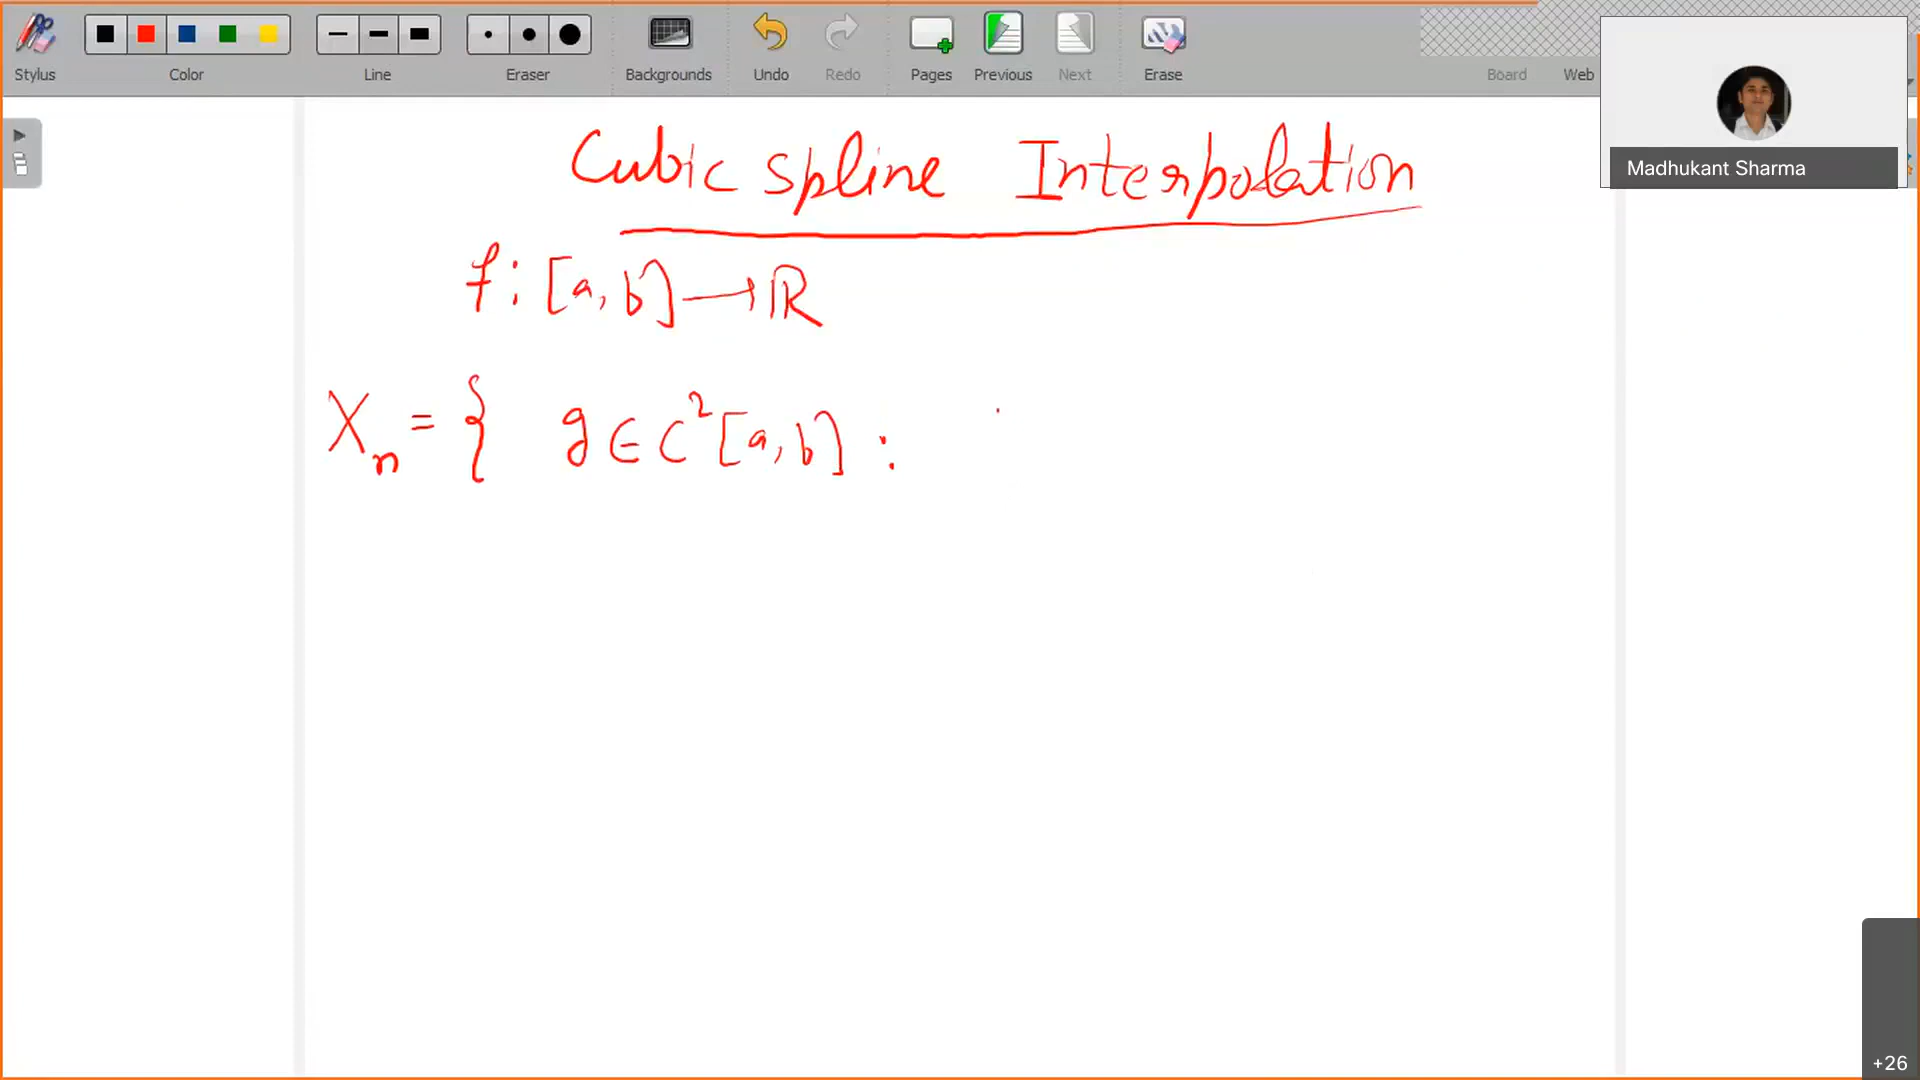 Stylus Color Line Eraser Backgrounds Undo Redo Pages Previous Next Erase Board Web
Madhukant Sharma
Cubic spline Interpolation
f: [a, b] → ℝ
Xₙ = { g ∈ C² [a, b] :
+26